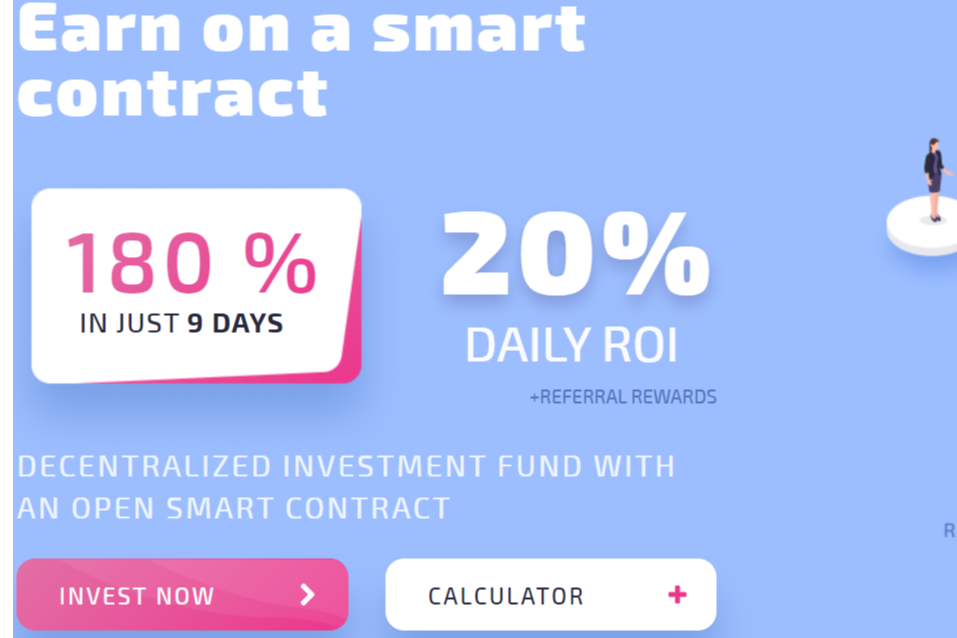 Earn on a smart
contract
180 %
IN JUST 9 DAYS
20%
DAILY ROI
+REFERRAL REWARDS
DECENTRALIZED INVESTMENT FUND WITH
AN OPEN SMART CONTRACT
INVEST NOW
CALCULATOR